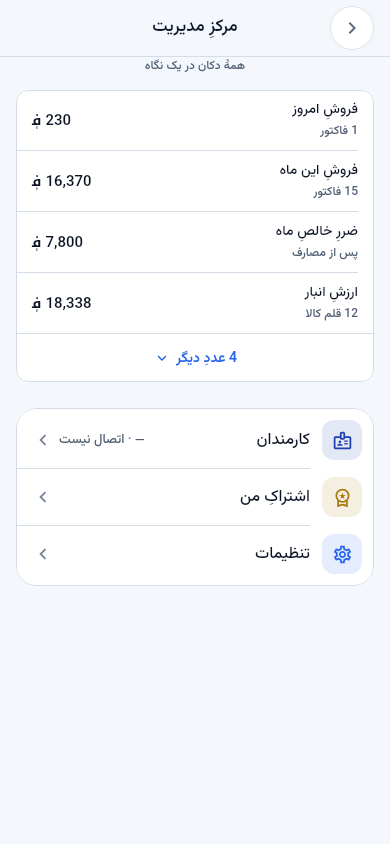 مرکزِ مدیریت
همهٔ دکان در یک نگاه
فروشِ امروز
1 فاکتور
230 ؋
فروشِ این ماه
15 فاکتور
16,370 ؋
ضررِ خالصِ ماه
پس از مصارف
7,800 ؋
ارزشِ انبار
12 قلم کالا
18,338 ؋
4 عددِ دیگر
کارمندان
— · اتصال نیست
اشتراکِ من
تنظیمات